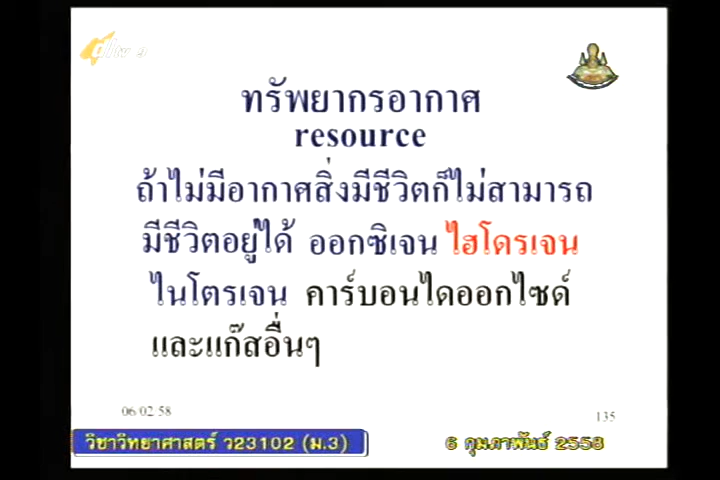 ทรัพยากรอากาศ
resource
ถ้าไม่มีอากาศสิ่งมีชีวิตก็ไม่สามารถ
มีชีวิตอยู่ได้ ออกซิเจน ไฮโดรเจน
ไนโตรเจน คาร์บอนไดออกไซด์
และแก๊สอื่นๆ
06/02/58
135
วิชาวิทยาศาสตร์ ว23102 (ม.3)
6 กุมภาพันธ์ 2558